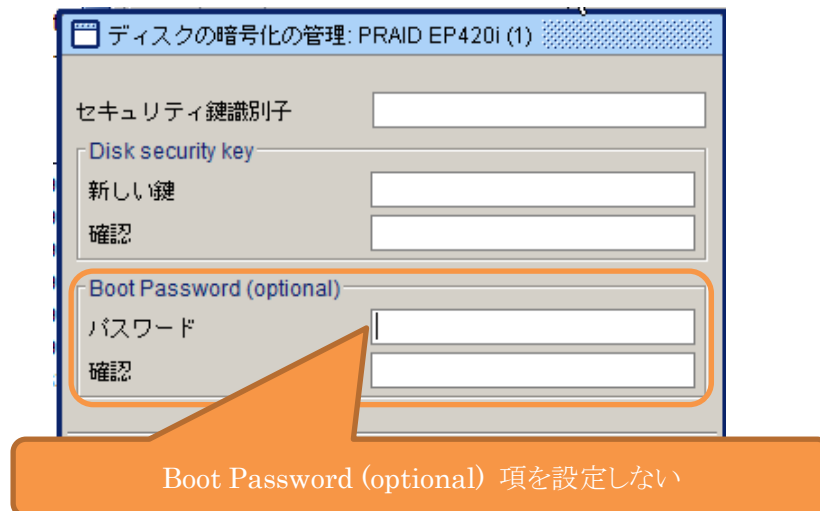 ディスクの暗号化の管理: PRAID EP420i (1)
セキュリティ鍵識別子
Disk security key
新しい鍵
確認
Boot Password (optional)
パスワード
確認
Boot Password (optional) 項を設定しない